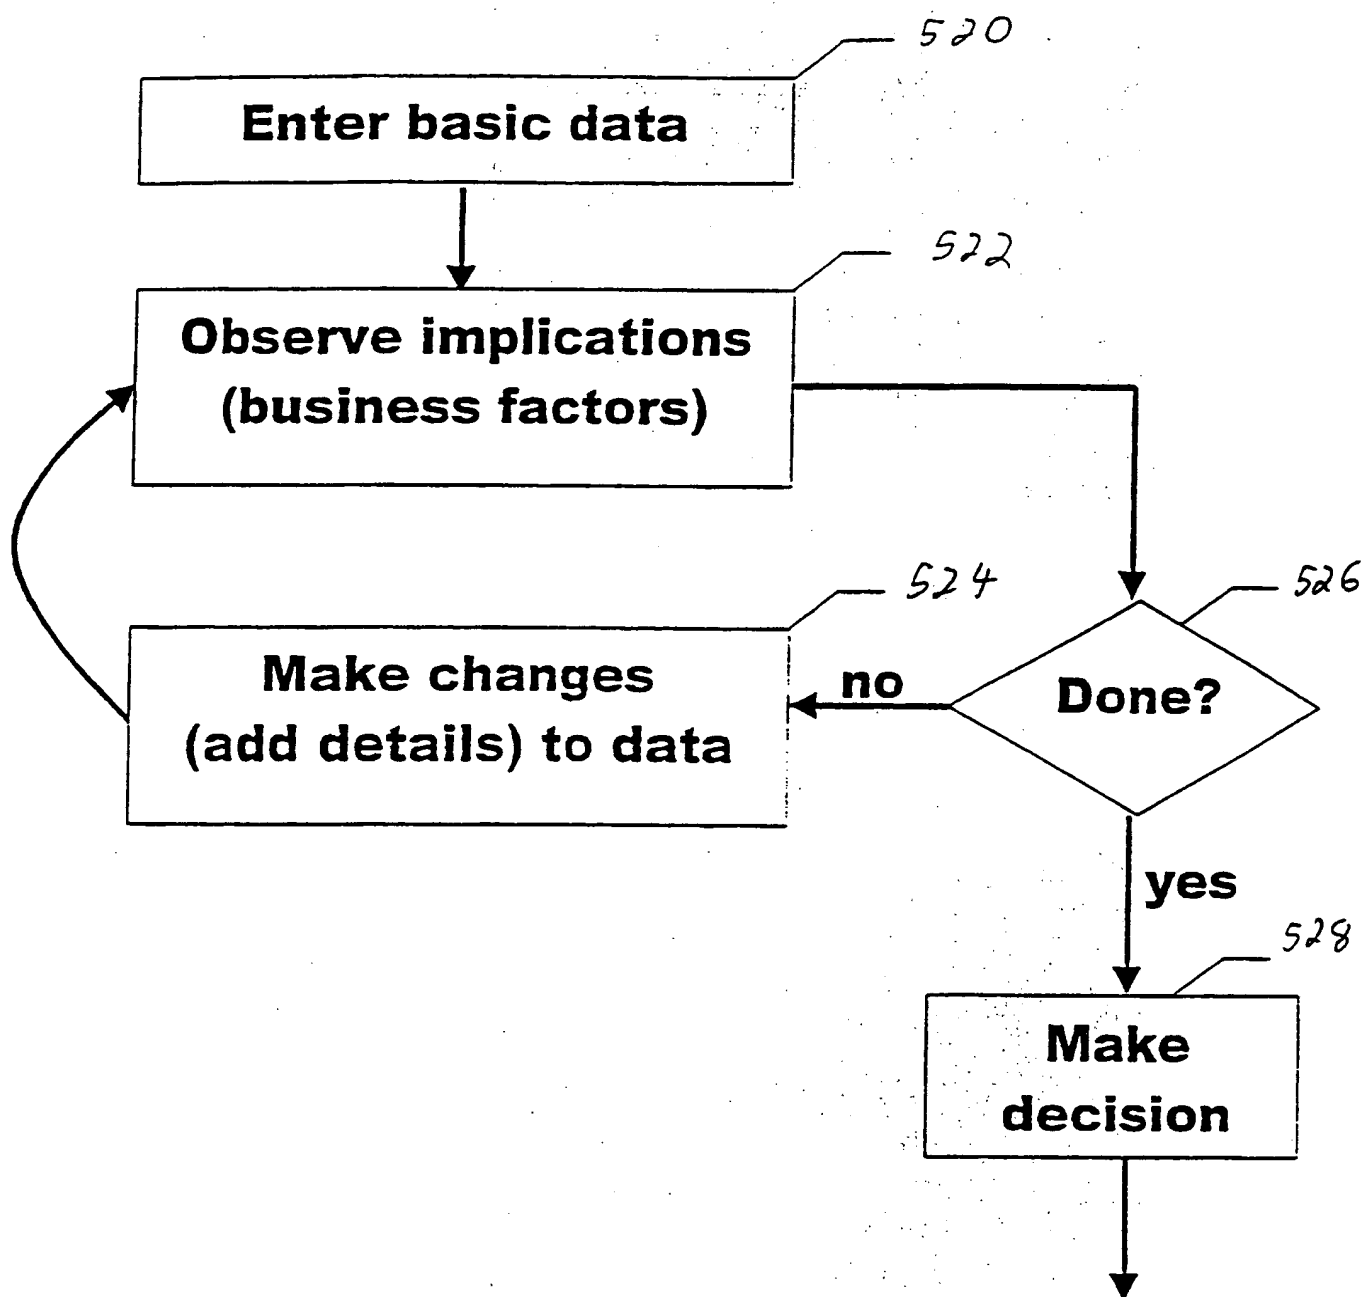 520
Enter basic data
522
Observe implications
(business factors)
524
526
Make changes
(add details) to data
no
Done?
yes
528
Make
decision